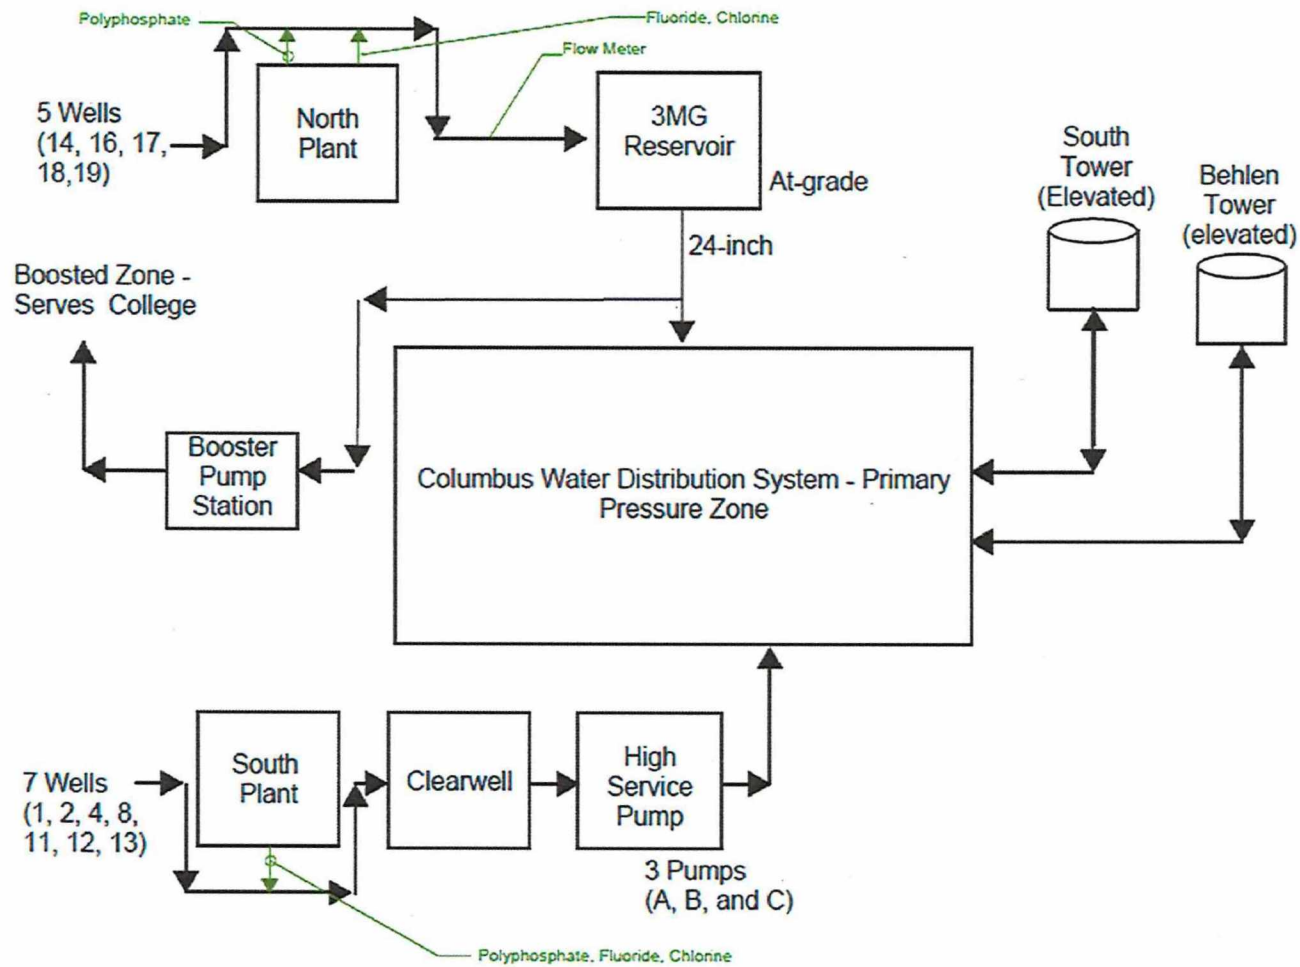 Polyphosphate
Fluoride, Chlorine
Flow Meter
5 Wells
(14, 16, 17,
18,19)
North
Plant
3MG
Reservoir
At-grade
24-inch
South
Tower
(Elevated)
Behlen
Tower
(elevated)
Boosted Zone -
Serves College
Booster
Pump
Station
Columbus Water Distribution System - Primary
Pressure Zone
7 Wells
(1, 2, 4, 8,
11, 12, 13)
South
Plant
Clearwell
High
Service
Pump
3 Pumps
(A, B, and C)
Polyphosphate, Fluoride, Chlorine